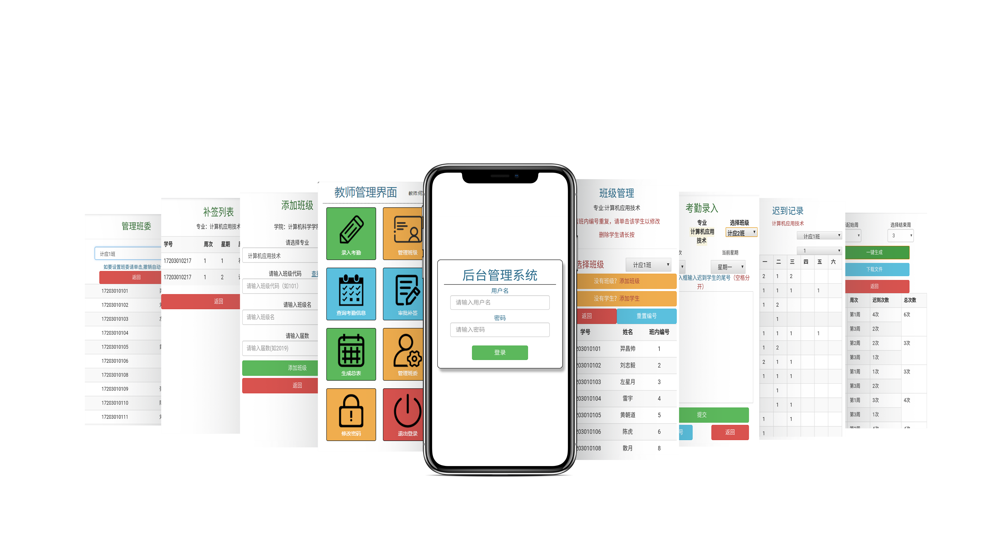 管理班委
计应1班
如要设置班委请单击,撤销自动
返回
17203010101
17203010102
17203010103
17203010104
17203010105
17203010106
17203010108
17203010109
17203010110
17203010111
补签列表
专业：计算机应用技术
学号 周次 星期
17203010217 1 1
17203010217 1 2
返回
添加班级
学院：计算机科学学院
请选择专业
计算机应用技术
请输入班级代码 查看
请输入班级代码（如101）
请输入班级名
请输入班级名
请输入届数
请输入届数(如2019)
添加班级
返回
教师管理界面 教师:何
录入考勤 管理班级
查询考勤信息 审批补签
生成总表 管理班委
修改密码 退出登录
后台管理系统
用户名
请输入用户名
密码
请输入密码
登录
班级管理
专业:计算机应用技术
班内编号重复，请单击该学生以修改
删除学生请长按
选择班级 计应1班
没有班级？添加班级
没有学生？添加学生
返回 重置编号
学号 姓名 班内编号
203010101 羿昌帅 1
203010102 刘志毅 2
203010103 左星月 3
203010104 雷宇 4
203010105 黄朝道 5
203010106 陈虎 6
203010108 散月 8
考勤录入
专业 选择班级
计算机应用 计应2班
技术
次 当前星期
星期一
入框输入迟到学生的尾号（空格分
开）
提交
号 返回
迟到记录
计算机应用技术
计应1班
1
一 二 三 四 五 六
2 1 2
1 1 1 1
1 2
1
1 1 1 1
1 2
2 1 1
1 1 1
1
1 1
1 1
1
起始周 选择结束周
3
一键生成
下载文件
返回
周次 迟到次数 总次数
第1周 4次 6次
第3周 2次
第2周 2次 3次
第3周 1次
第1周 1次 3次
第3周 2次
第1周 3次 4次
第3周 1次